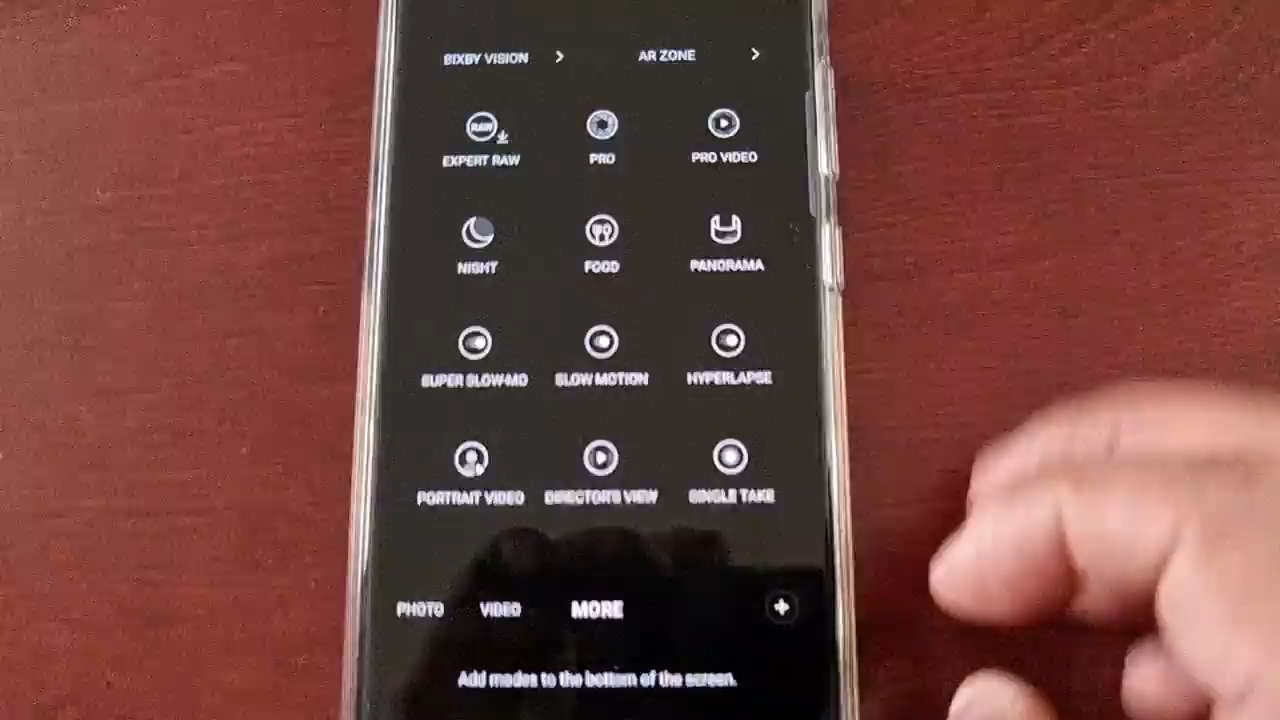 BIXBY VISION > AR ZONE >
RAW
EXPERT RAW PRO PRO VIDEO
NIGHT FOOD PANORAMA
SUPER SLOW-MO SLOW MOTION HYPERLAPSE
PORTRAIT VIDEO DIRECTOR'S VIEW SINGLE TAKE
PHOTO VIDEO MORE +
Add modes to the bottom of the screen.